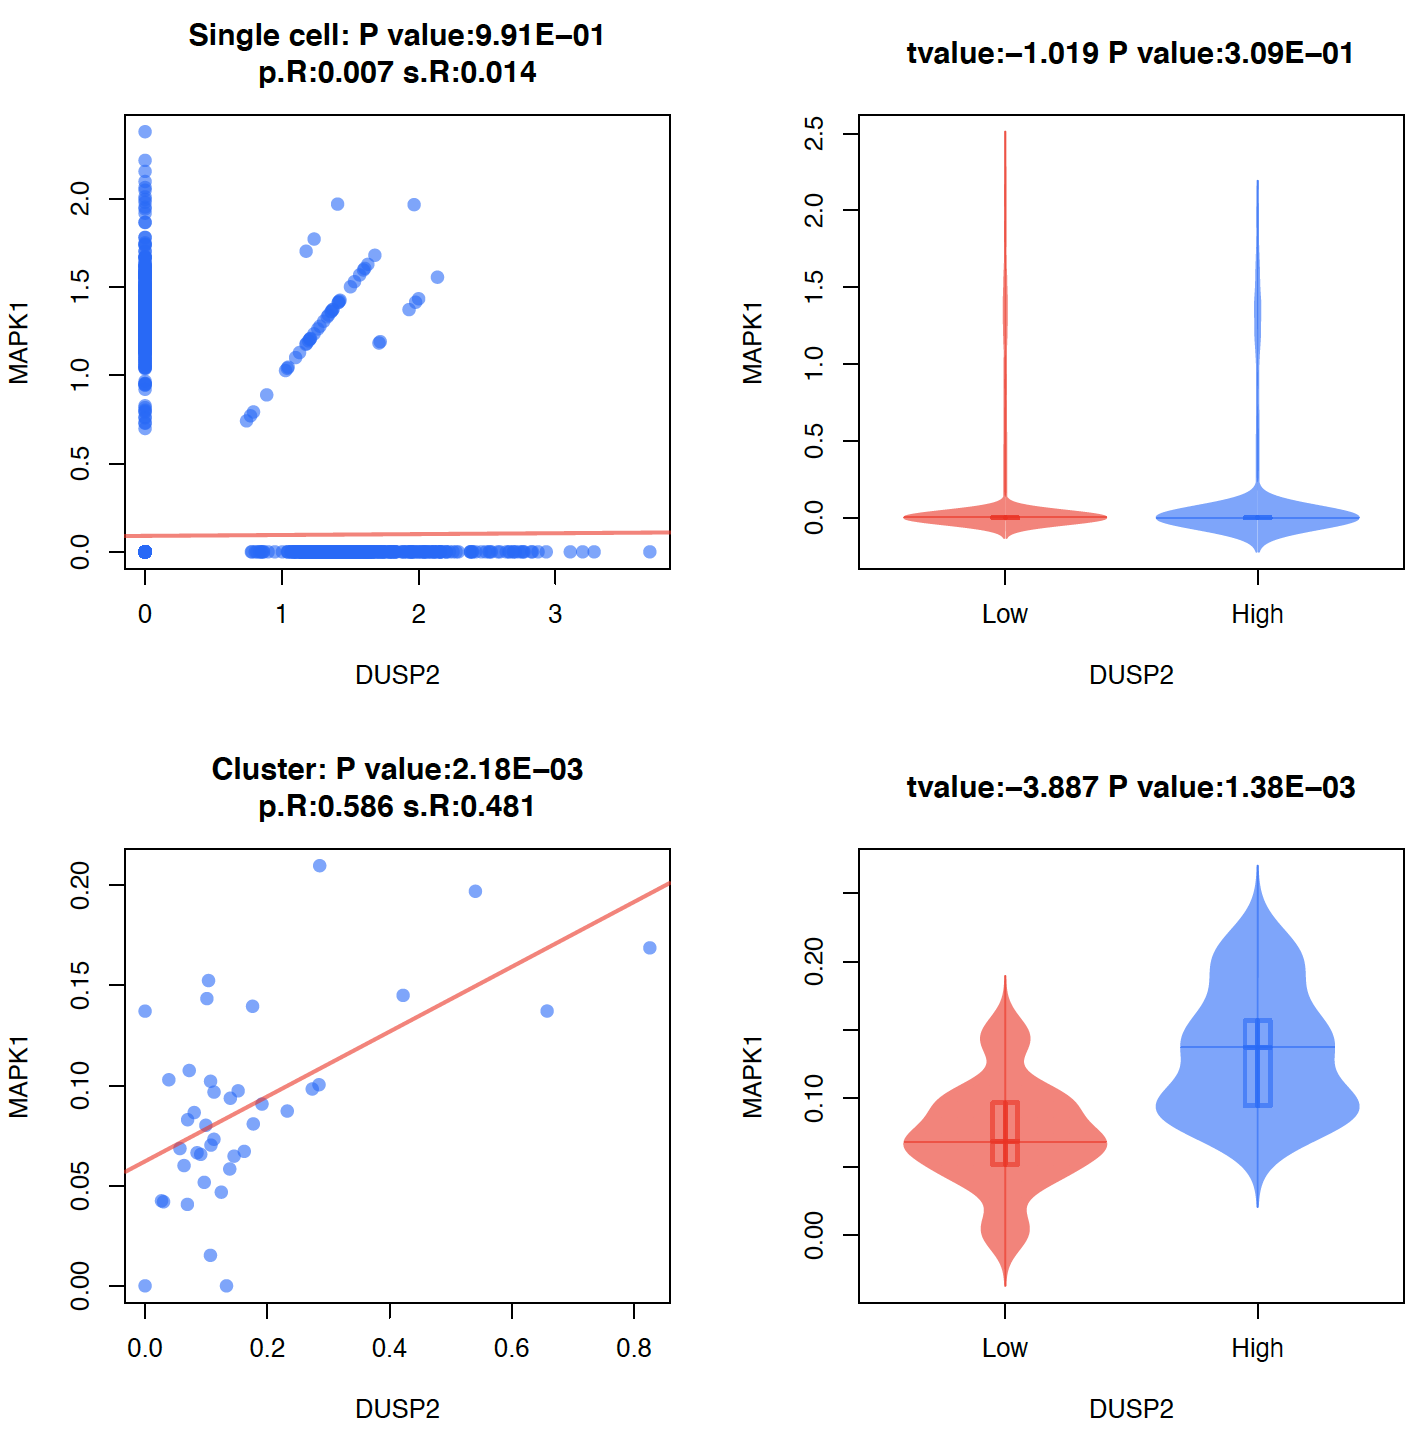 Single cell: P value:9.91E−01
p.R:0.007 s.R:0.014
MAPK1
2.0
1.5
1.0
0.5
0.0
0 1 2 3
DUSP2
tvalue:−1.019 P value:3.09E−01
MAPK1
2.5
2.0
1.5
1.0
0.5
0.0
Low High
DUSP2
Cluster: P value:2.18E−03
p.R:0.586 s.R:0.481
MAPK1
0.20
0.15
0.10
0.05
0.00
0.0 0.2 0.4 0.6 0.8
DUSP2
tvalue:−3.887 P value:1.38E−03
MAPK1
0.20
0.10
0.00
Low High
DUSP2